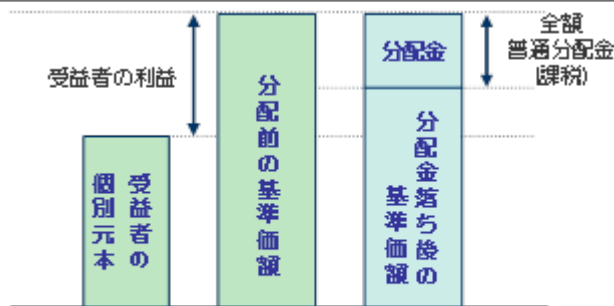 受益者の利益
受益者の
個別元本
分配前の基準価額
分配金
分配金落ち後の
基準価額
全額
普通分配金
(課税)